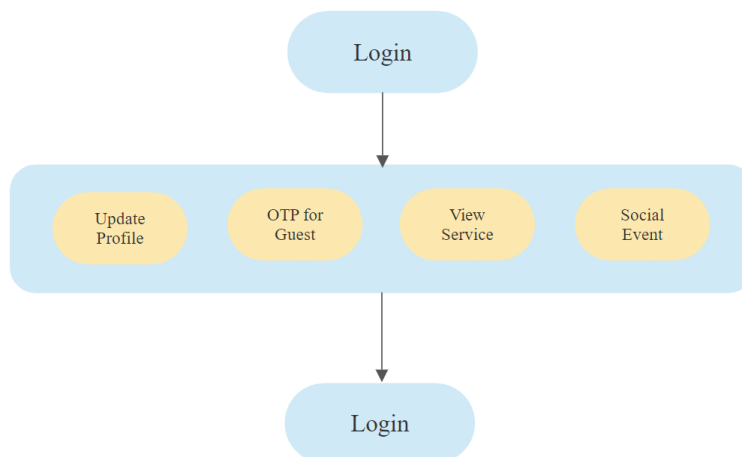 Login
Update
Profile
OTP for
Guest
View
Service
Social
Event
Login